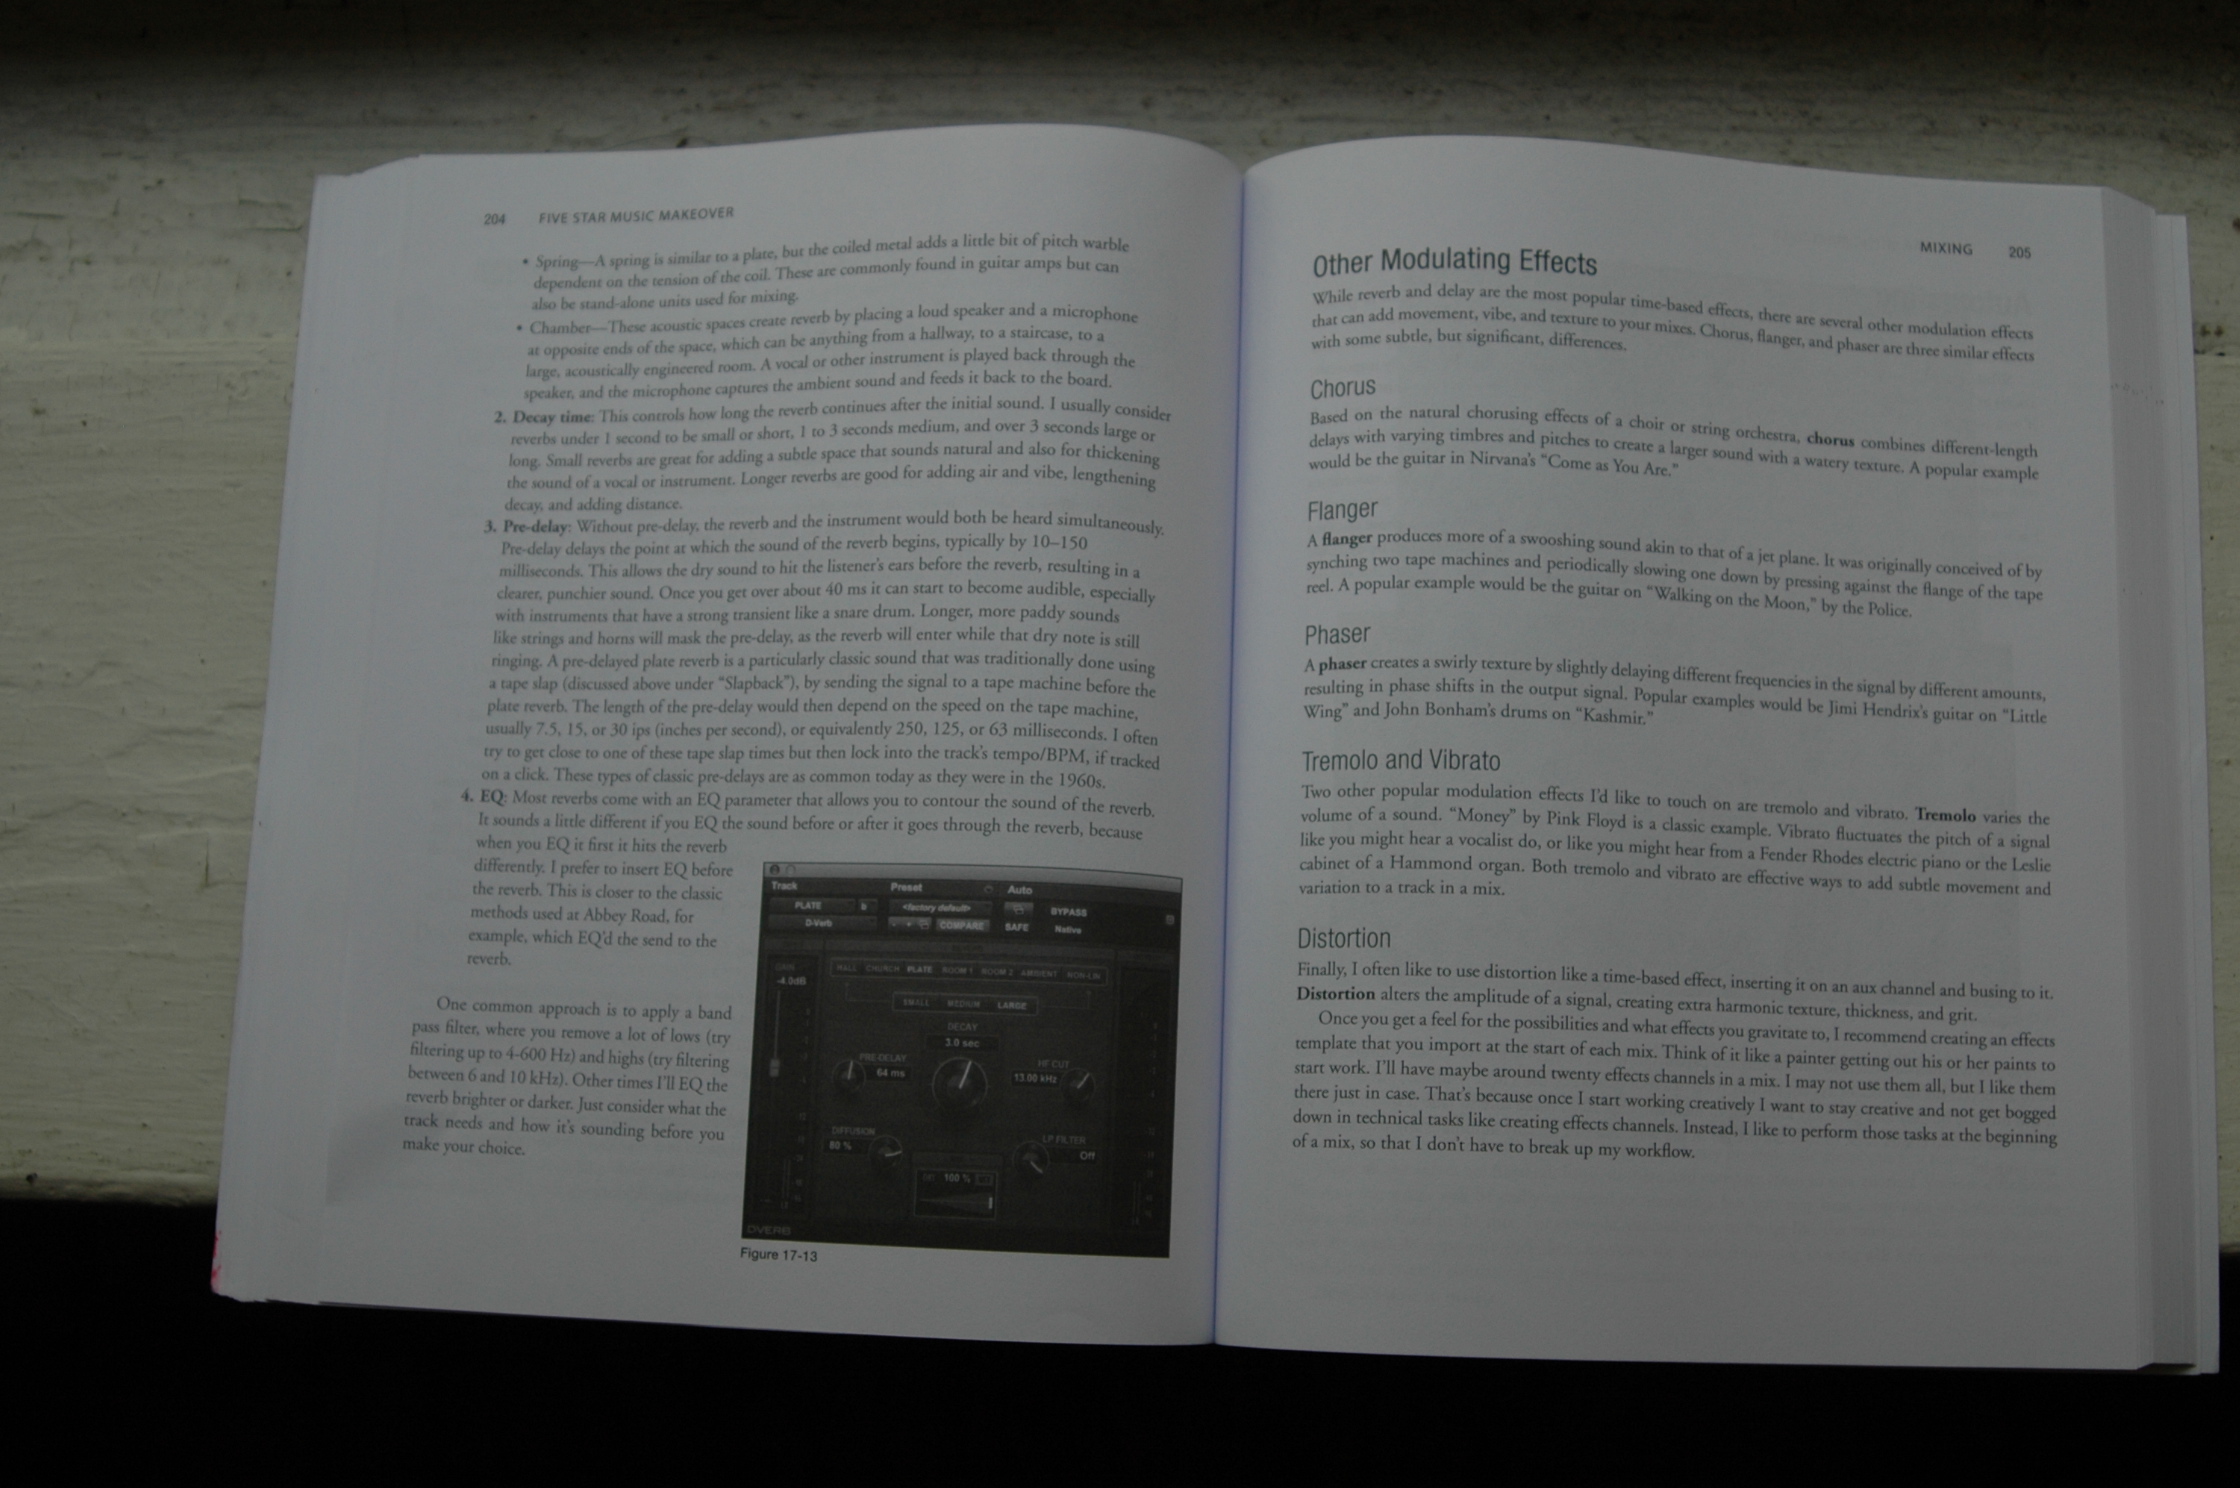 204 FIVE STAR MUSIC MAKEOVER
• Spring—A spring is similar to a plate, but the coiled metal adds a little bit of pitch warble
dependent on the tension of the coil. These are commonly found in guitar amps but can
also be stand-alone units used for mixing.
• Chamber—These acoustic spaces create reverb by placing a loud speaker and a microphone
at opposite ends of the space, which can be anything from a hallway, to a staircase, to a
large, acoustically engineered room. A vocal or other instrument is played back through the
speaker, and the microphone captures the ambient sound and feeds it back to the board.
2. Decay time: This controls how long the reverb continues after the initial sound. I usually consider
reverbs under 1 second to be small or short, 1 to 3 seconds medium, and over 3 seconds large or
long. Small reverbs are great for adding a subtle space that sounds natural and also for thickening
the sound of a vocal or instrument. Longer reverbs are good for adding air and vibe, lengthening
decay, and adding distance.
3. Pre-delay: Without pre-delay, the reverb and the instrument would both be heard simultaneously.
Pre-delay delays the point at which the sound of the reverb begins, typically by 10–150
milliseconds. This allows the dry sound to hit the listener's ears before the reverb, resulting in a
clearer, punchier sound. Once you get over about 40 ms it can start to become audible, especially
with instruments that have a strong transient like a snare drum. Longer, more paddy sounds
like strings and horns will mask the pre-delay, as the reverb will enter while that dry note is still
ringing. A pre-delayed plate reverb is a particularly classic sound that was traditionally done using
a tape slap (discussed above under “Slapback”), by sending the signal to a tape machine before the
plate reverb. The length of the pre-delay would then depend on the speed on the tape machine,
usually 7.5, 15, or 30 ips (inches per second), or equivalently 250, 125, or 63 milliseconds. I often
try to get close to one of these tape slap times but then lock into the track's tempo/BPM, if tracked
on a click. These types of classic pre-delays are as common today as they were in the 1960s.
4. EQ: Most reverbs come with an EQ parameter that allows you to contour the sound of the reverb.
It sounds a little different if you EQ the sound before or after it goes through the reverb, because
when you EQ it first it hits the reverb
differently. I prefer to insert EQ before
the reverb. This is closer to the classic
methods used at Abbey Road, for
example, which EQ'd the send to the
reverb.
One common approach is to apply a band
pass filter, where you remove a lot of lows (try
filtering up to 4-600 Hz) and highs (try filtering
between 6 and 10 kHz). Other times I'll EQ the
reverb brighter or darker. Just consider what the
track needs and how it's sounding before you
make your choice.
Track Preset Auto
PLATE b <factory default> BYPASS
D-Verb COMPARE SAFE Native
GAIN HALL CHURCH PLATE ROOM 1 ROOM 2 AMBIENT NON-LIN
-4.0dB
SMALL MEDIUM LARGE
DECAY
3.0 sec
PRE-DELAY HF CUT
64 ms 13.00 kHz
DIFFUSION LP FILTER
80 % Off
100 %
DVERB
Figure 17-13
MIXING 205
Other Modulating Effects
While reverb and delay are the most popular time-based effects, there are several other modulation effects
that can add movement, vibe, and texture to your mixes. Chorus, flanger, and phaser are three similar effects
with some subtle, but significant, differences.
Chorus
Based on the natural chorusing effects of a choir or string orchestra, chorus combines different-length
delays with varying timbres and pitches to create a larger sound with a watery texture. A popular example
would be the guitar in Nirvana's “Come as You Are.”
Flanger
A flanger produces more of a swooshing sound akin to that of a jet plane. It was originally conceived of by
synching two tape machines and periodically slowing one down by pressing against the flange of the tape
reel. A popular example would be the guitar on “Walking on the Moon,” by the Police.
Phaser
A phaser creates a swirly texture by slightly delaying different frequencies in the signal by different amounts,
resulting in phase shifts in the output signal. Popular examples would be Jimi Hendrix's guitar on “Little
Wing” and John Bonham's drums on “Kashmir.”
Tremolo and Vibrato
Two other popular modulation effects I'd like to touch on are tremolo and vibrato. Tremolo varies the
volume of a sound. “Money” by Pink Floyd is a classic example. Vibrato fluctuates the pitch of a signal
like you might hear a vocalist do, or like you might hear from a Fender Rhodes electric piano or the Leslie
cabinet of a Hammond organ. Both tremolo and vibrato are effective ways to add subtle movement and
variation to a track in a mix.
Distortion
Finally, I often like to use distortion like a time-based effect, inserting it on an aux channel and busing to it.
Distortion alters the amplitude of a signal, creating extra harmonic texture, thickness, and grit.
Once you get a feel for the possibilities and what effects you gravitate to, I recommend creating an effects
template that you import at the start of each mix. Think of it like a painter getting out his or her paints to
start work. I'll have maybe around twenty effects channels in a mix. I may not use them all, but I like them
there just in case. That's because once I start working creatively I want to stay creative and not get bogged
down in technical tasks like creating effects channels. Instead, I like to perform those tasks at the beginning
of a mix, so that I don't have to break up my workflow.